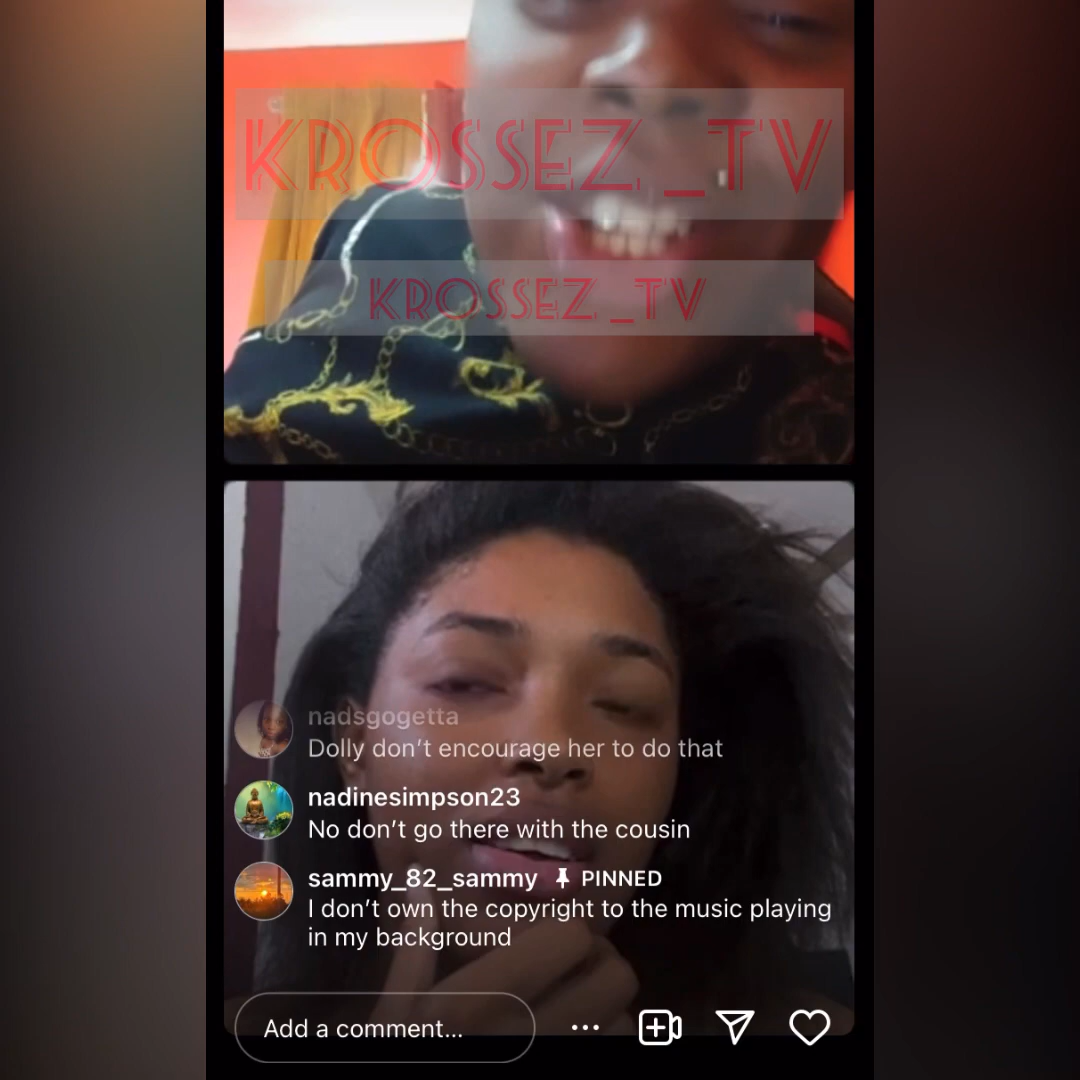 KROSSEZ_TV
KROSSEZ_TV
nadsgogetta
Dolly don't encourage her to do that
nadinesimpson23
No don't go there with the cousin
sammy_82_sammy PINNED
I don't own the copyright to the music playing
in my background
Add a comment...